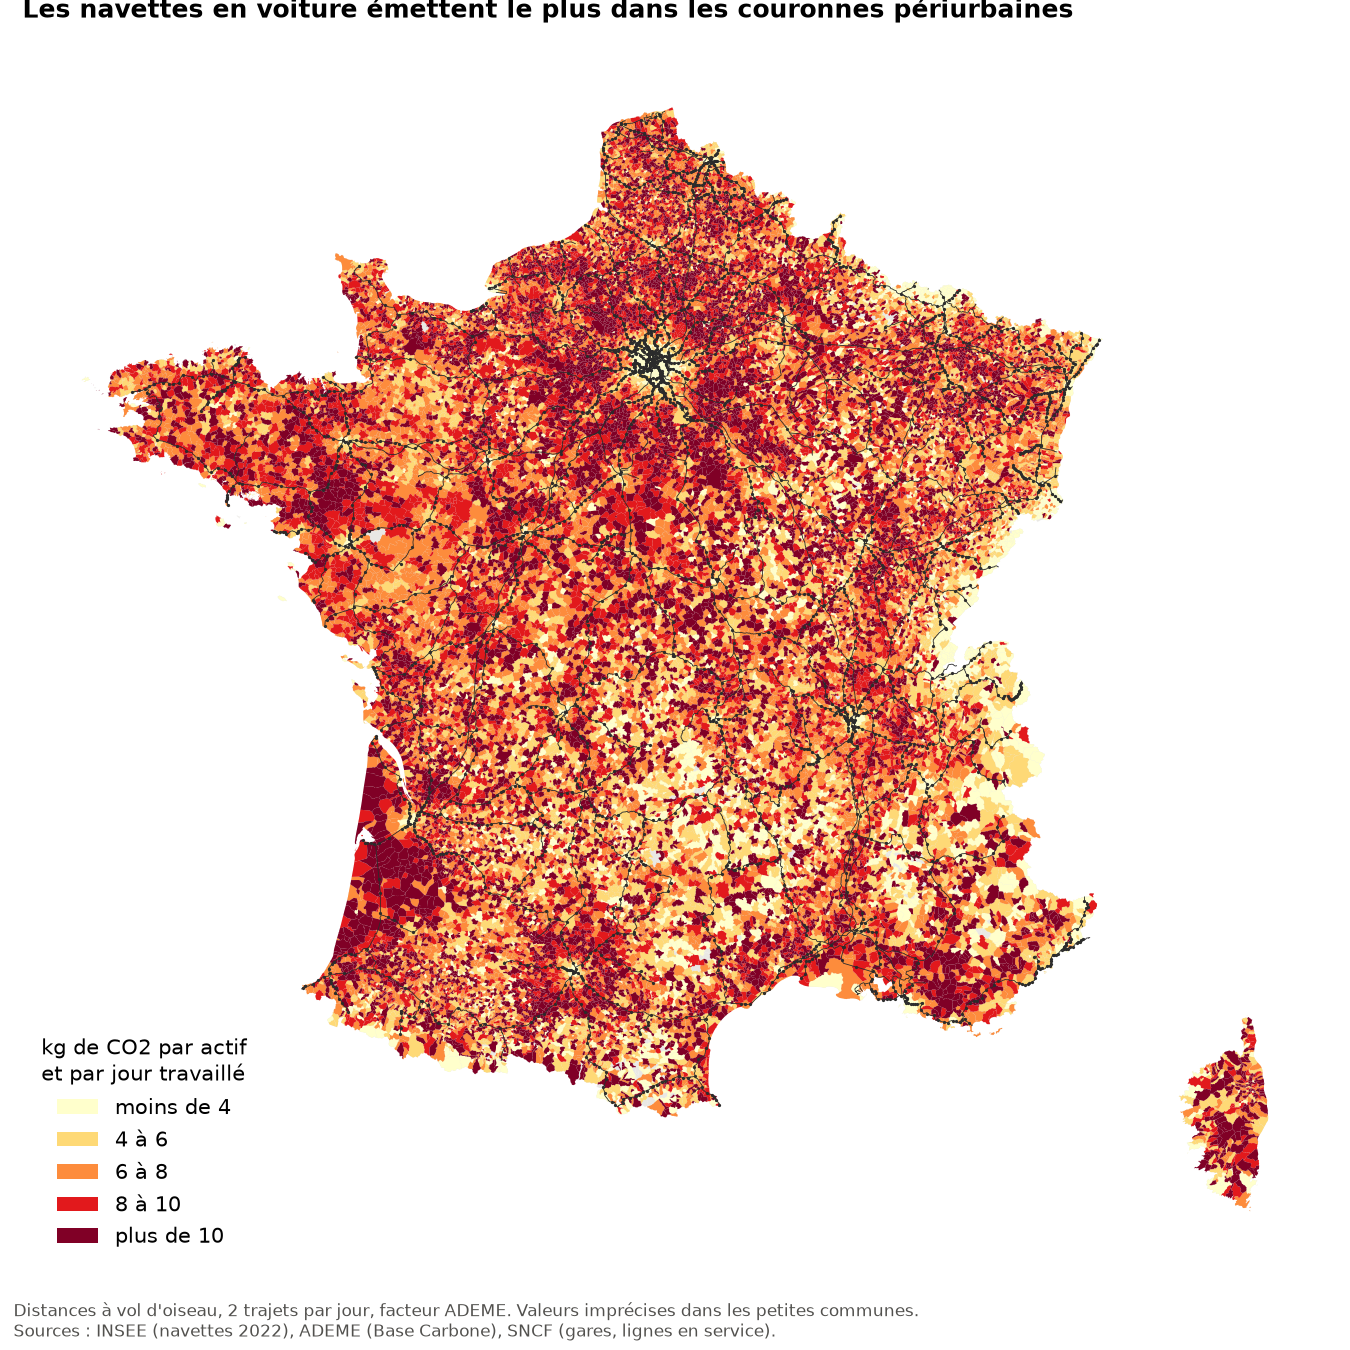 Les navettes en voiture émettent le plus dans les couronnes périurbaines
kg de CO2 par actif
et par jour travaillé
moins de 4
4 à 6
6 à 8
8 à 10
plus de 10
Distances à vol d'oiseau, 2 trajets par jour, facteur ADEME. Valeurs imprécises dans les petites communes.
Sources : INSEE (navettes 2022), ADEME (Base Carbone), SNCF (gares, lignes en service).